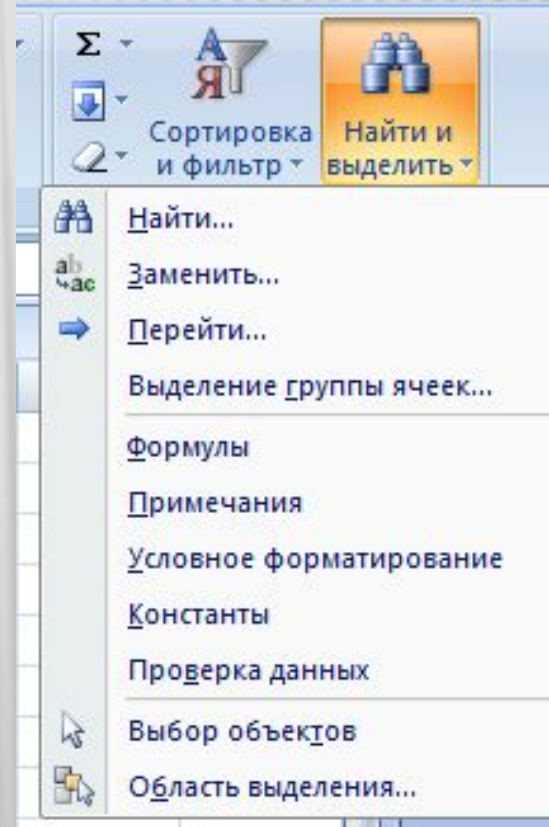 Σ
Сортировка
и фильтр
Найти и
выделить
Найти...
Заменить...
Перейти...
Выделение группы ячеек...
Формулы
Примечания
Условное форматирование
Константы
Проверка данных
Выбор объектов
Область выделения...